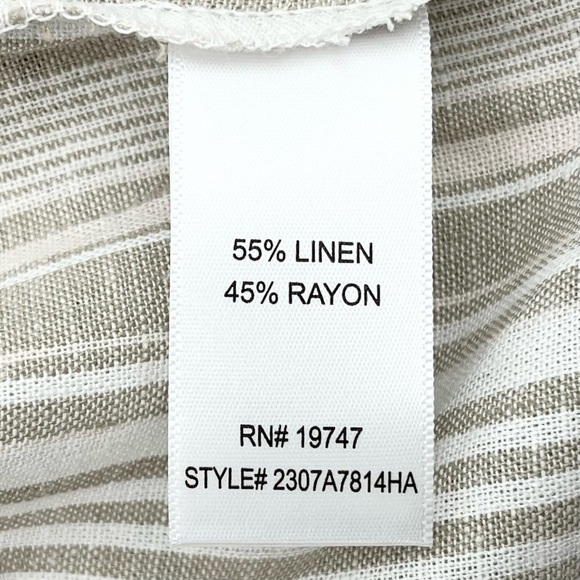 55% LINEN
45% RAYON
RN# 19747
STYLE# 2307A7814HA